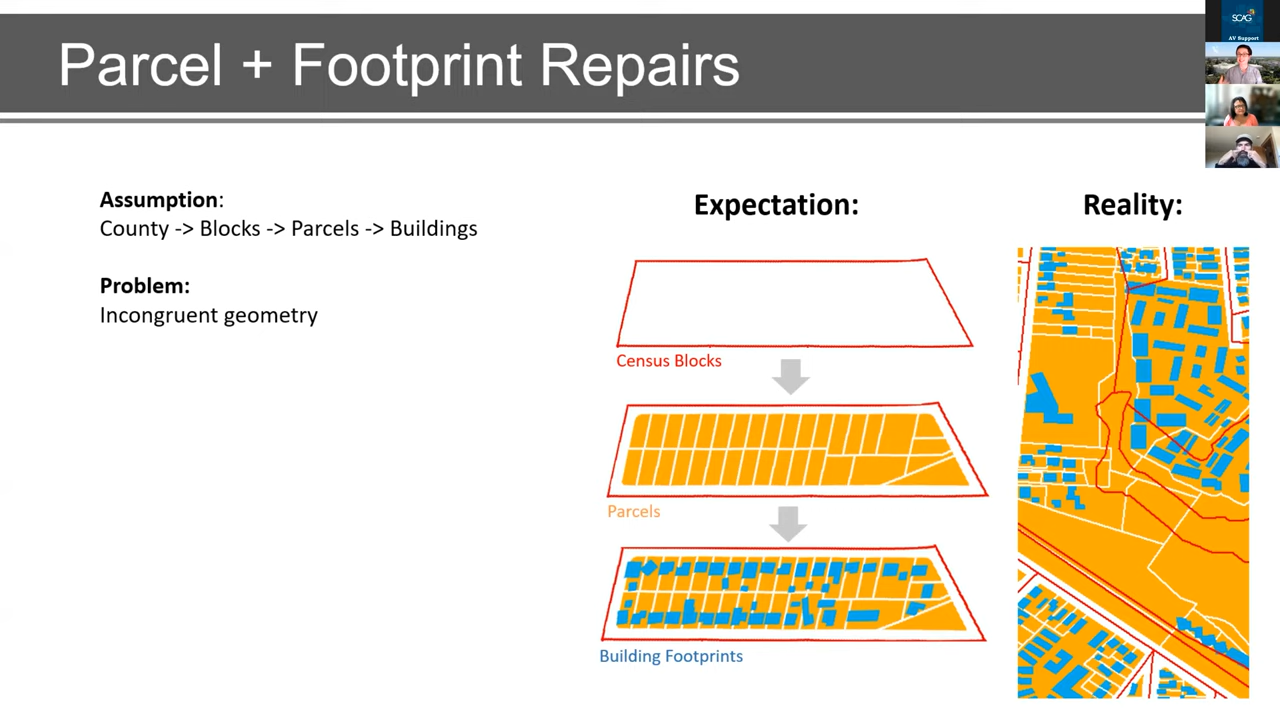 Parcel + Footprint Repairs
SCAG
AV Support
Assumption:
County -> Blocks -> Parcels -> Buildings
Problem:
Incongruent geometry
Expectation:
Census Blocks
Parcels
Building Footprints
Reality: